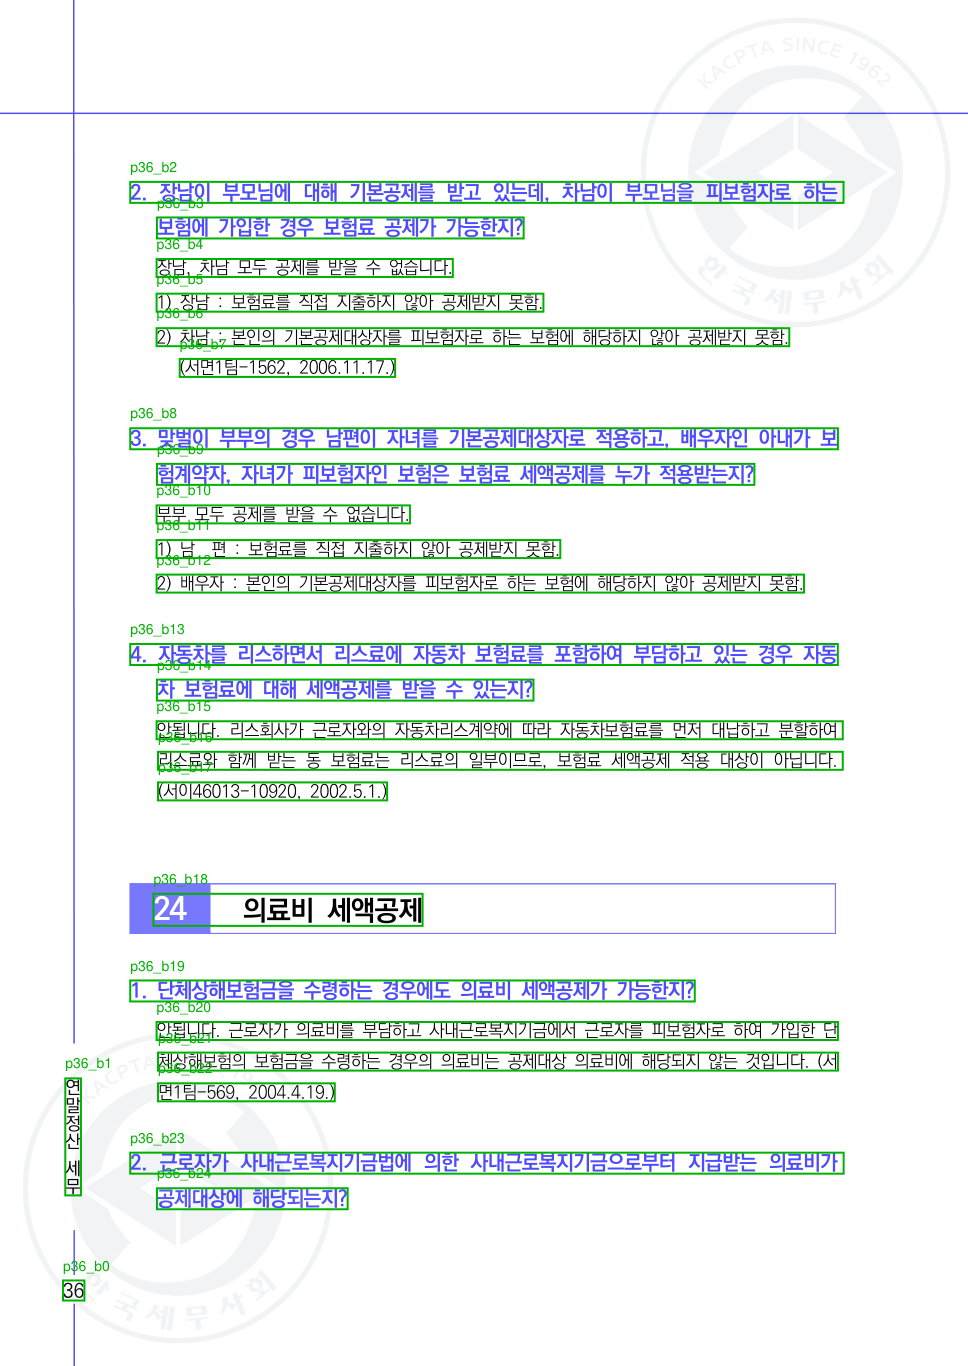 KACPTA SINCE 1962
한국세무사회
p36_b2
2. 장남이 부모님에 대해 기본공제를 받고 있는데, 차남이 부모님을 피보험자로 하는
p36_b3
보험에 가입한 경우 보험료 공제가 가능한지?
p36_b4
장남, 차남 모두 공제를 받을 수 없습니다.
p36_b5
1) 장남 : 보험료를 직접 지출하지 않아 공제받지 못함.
p36_b6
2) 차남 : 본인의 기본공제대상자를 피보험자로 하는 보험에 해당하지 않아 공제받지 못함.
p36_b7
(서면1팀-1562, 2006.11.17.)
p36_b8
3. 맞벌이 부부의 경우 남편이 자녀를 기본공제대상자로 적용하고, 배우자인 아내가 보
p36_b9
험계약자, 자녀가 피보험자인 보험은 보험료 세액공제를 누가 적용받는지?
p36_b10
부부 모두 공제를 받을 수 없습니다.
p36_b11
1) 남 편 : 보험료를 직접 지출하지 않아 공제받지 못함.
p36_b12
2) 배우자 : 본인의 기본공제대상자를 피보험자로 하는 보험에 해당하지 않아 공제받지 못함.
p36_b13
4. 자동차를 리스하면서 리스료에 자동차 보험료를 포함하여 부담하고 있는 경우 자동
p36_b14
차 보험료에 대해 세액공제를 받을 수 있는지?
p36_b15
안됩니다. 리스회사가 근로자와의 자동차리스계약에 따라 자동차보험료를 먼저 대납하고 분할하여
p36_b16
리스료와 함께 받는 동 보험료는 리스료의 일부이므로, 보험료 세액공제 적용 대상이 아닙니다.
p36_b17
(서이46013-10920, 2002.5.1.)
p36_b18
24 의료비 세액공제
p36_b19
1. 단체상해보험금을 수령하는 경우에도 의료비 세액공제가 가능한지?
p36_b20
안됩니다. 근로자가 의료비를 부담하고 사내근로복지기금에서 근로자를 피보험자로 하여 가입한 단
p36_b21
체상해보험의 보험금을 수령하는 경우의 의료비는 공제대상 의료비에 해당되지 않는 것입니다. (서
p36_b22
면1팀-569, 2004.4.19.)
p36_b23
2. 근로자가 사내근로복지기금법에 의한 사내근로복지기금으로부터 지급받는 의료비가
p36_b24
공제대상에 해당되는지?
p36_b1
연말정산 세무
p36_b0
36
KACPTA
한국세무사회